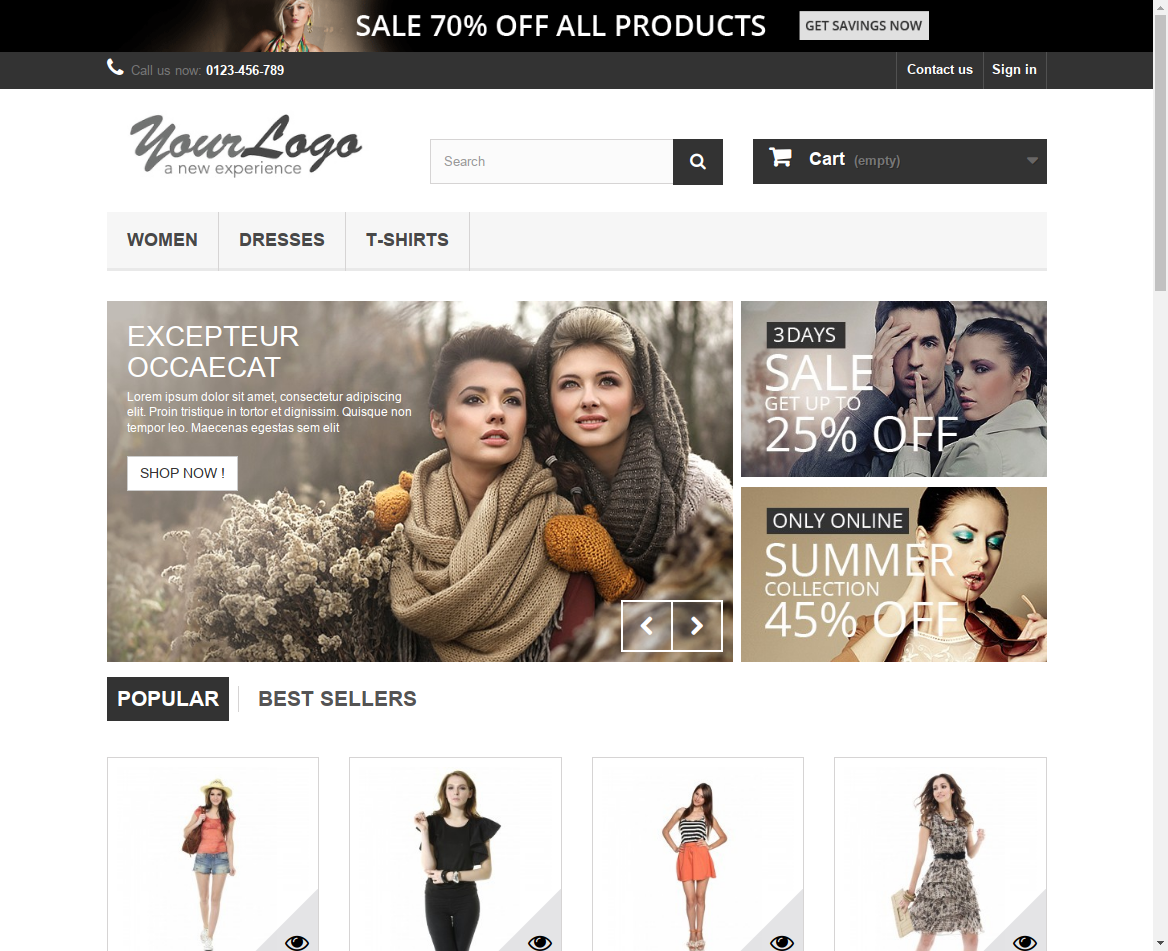 SALE 70% OFF ALL PRODUCTS
GET SAVINGS NOW
Call us now: 0123-456-789
Contact us
Sign in
YourLogo
a new experience
Search
Cart (empty)
WOMEN
DRESSES
T-SHIRTS
EXCEPTEUR
OCCAECAT
Lorem ipsum dolor sit amet, consectetur adipiscing
elit. Proin tristique in tortor et dignissim. Quisque non
tempor leo. Maecenas egestas sem elit
SHOP NOW !
3DAYS
SALE
GET UP TO
25% OFF
ONLY ONLINE
SUMMER
COLLECTION
45% OFF
POPULAR
BEST SELLERS